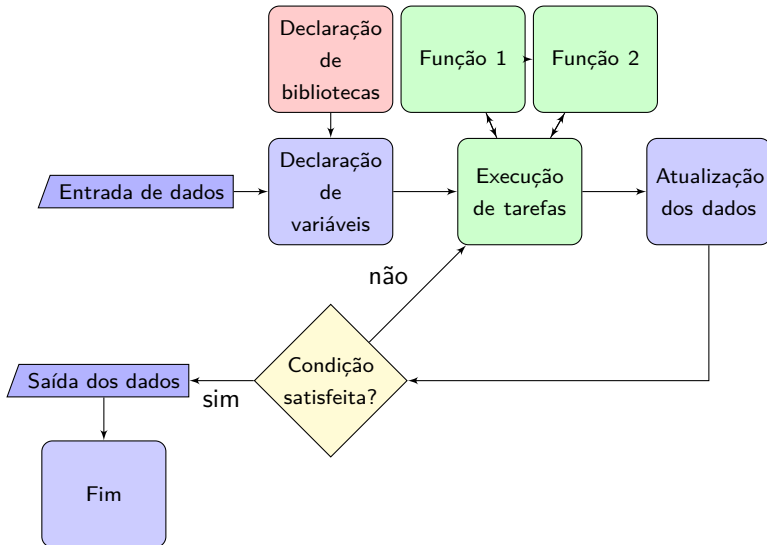 Declaração
de
bibliotecas
Função 1
Função 2
Entrada de dados
Declaração
de
variáveis
Execução
de tarefas
Atualização
dos dados
não
Condição
satisfeita?
sim
Saída dos dados
Fim